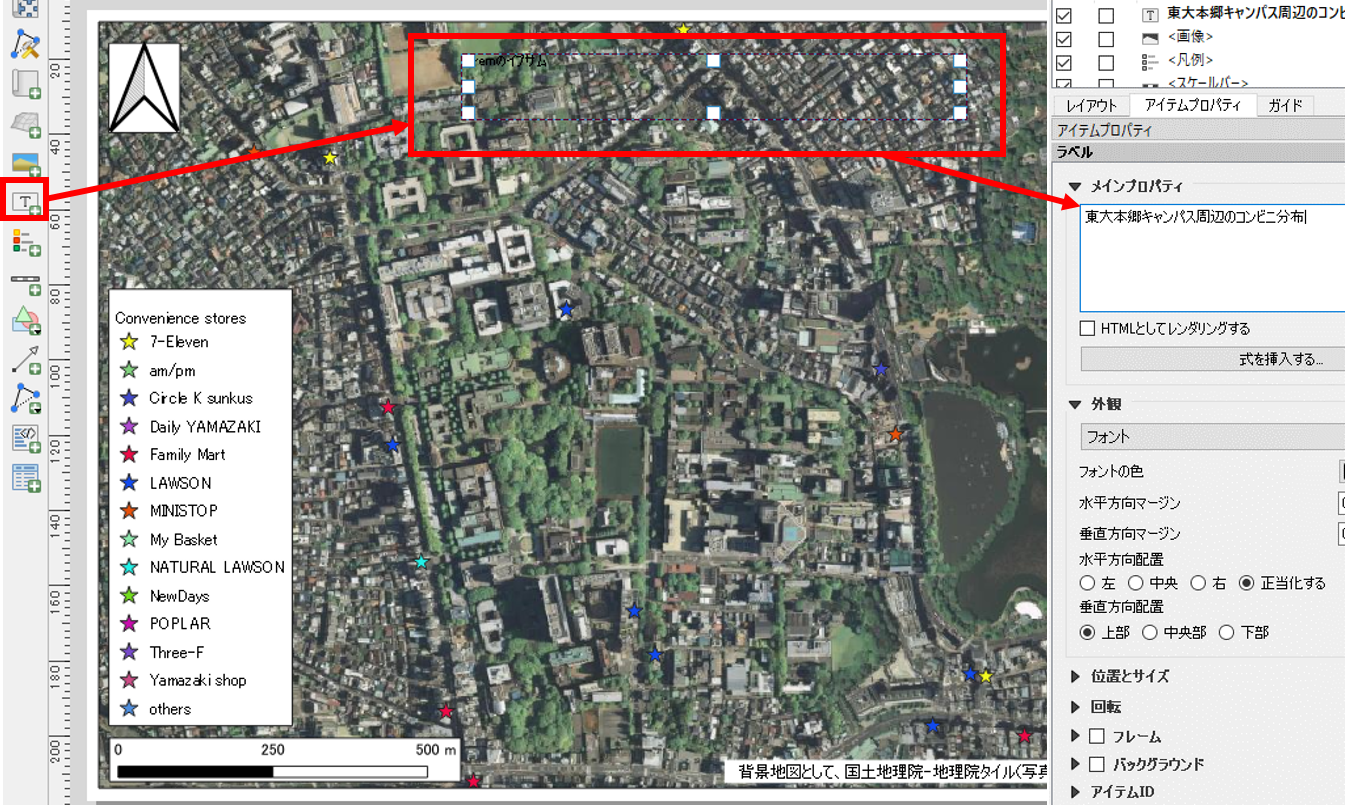 20
40
60
80
100
120
140
160
180
200
T
remのイプサム
Convenience stores
7-Eleven
am/pm
Circle K sunkus
Daily YAMAZAKI
Family Mart
LAWSON
MINISTOP
My Basket
NATURAL LAWSON
NewDays
POPLAR
Three-F
Yamazaki shop
others
0 250 500 m
背景地図として、国土地理院-地理院タイル(写真
T 東大本郷キャンパス周辺のコンビ
<画像>
<凡例>
<スケールバー>
レイアウト アイテムプロパティ ガイド
アイテムプロパティ
ラベル
メインプロパティ
東大本郷キャンパス周辺のコンビニ分布
HTMLとしてレンダリングする
式を挿入する...
外観
フォント
フォントの色
水平方向マージン
垂直方向マージン
水平方向配置
左 中央 右 正当化する
垂直方向配置
上部 中央部 下部
位置とサイズ
回転
フレーム
バックグラウンド
アイテムID